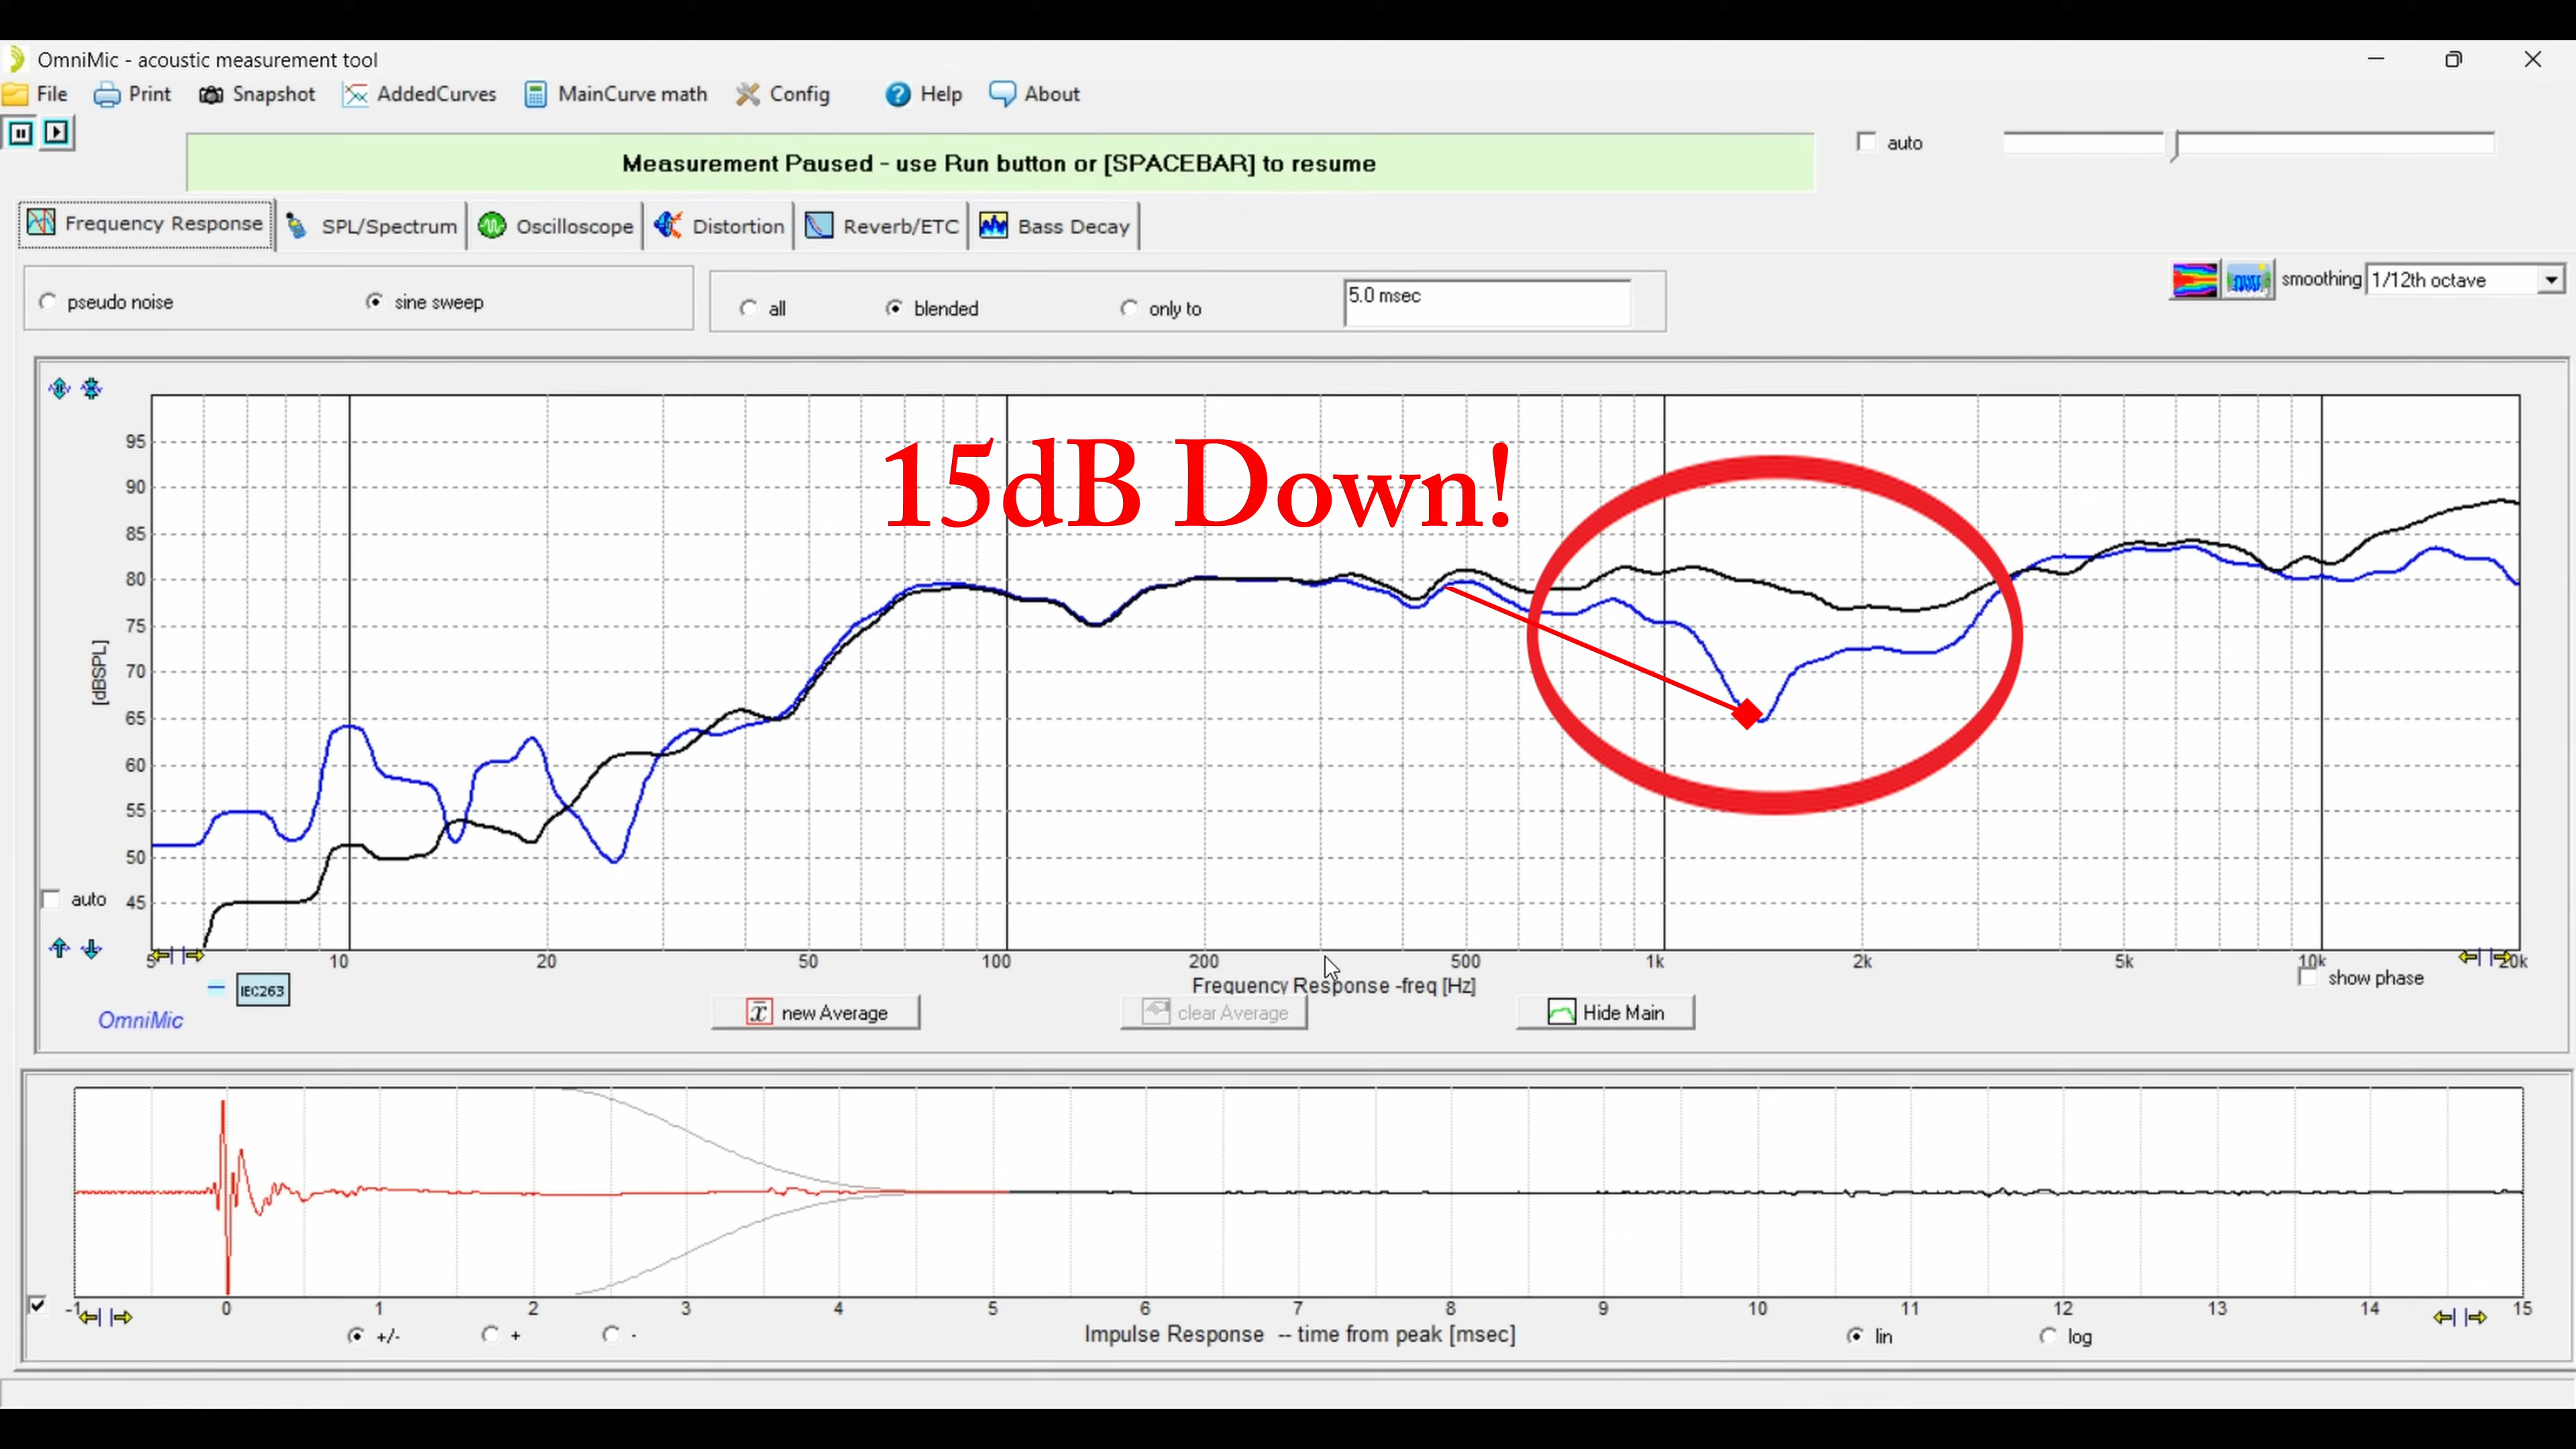 OmniMic - acoustic measurement tool
File Print Snapshot AddedCurves MainCurve math Config Help About
Measurement Paused - use Run button or [SPACEBAR] to resume
auto
Frequency Response SPL/Spectrum Oscilloscope Distortion Reverb/ETC Bass Decay
pseudo noise sine sweep all blended only to 5.0 msec
smoothing 1/12th octave
15dB Down!
95
90
85
80
75
70
65
60
55
50
45
[dBSPL]
auto
5 10 20 50 100 200 500 1k 2k 5k 10k 20k
Frequency Response -freq [Hz]
show phase
IEC263
OmniMic
new Average clear Average Hide Main
-1 0 1 2 3 4 5 6 7 8 9 10 11 12 13 14 15
+/- + - Impulse Response -- time from peak [msec] lin log